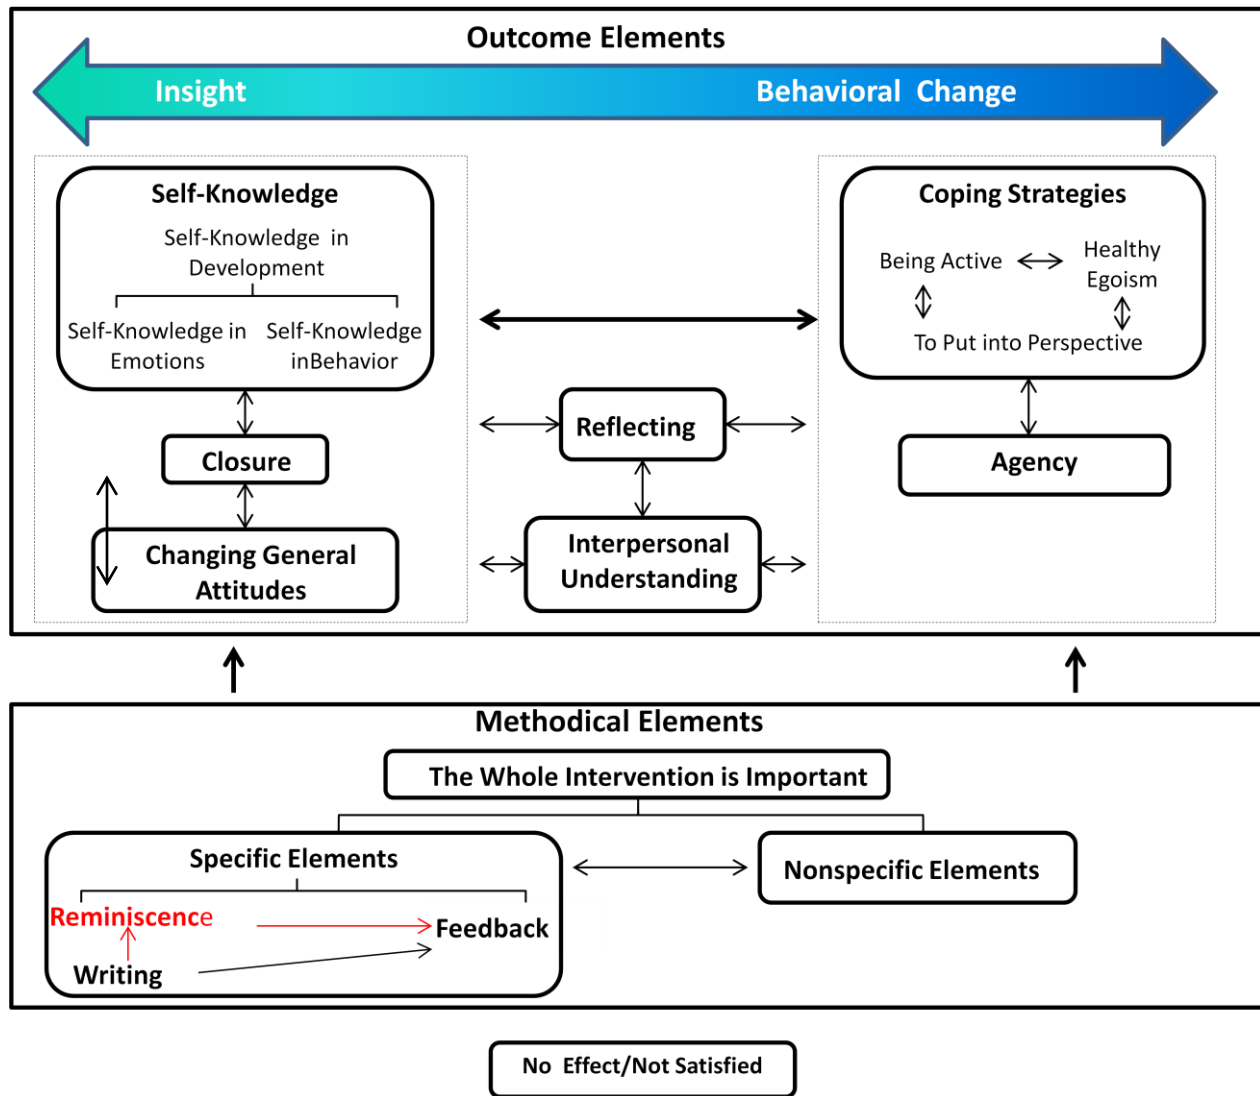 Outcome Elements
Insight
Behavioral Change
Self-Knowledge
Self-Knowledge in
Development
Self-Knowledge in
Emotions
Self-Knowledge
inBehavior
Closure
Changing General
Attitudes
Reflecting
Interpersonal
Understanding
Coping Strategies
Being Active
Healthy
Egoism
To Put into Perspective
Agency
Methodical Elements
The Whole Intervention is Important
Specific Elements
Reminiscence
Feedback
Writing
Nonspecific Elements
No Effect/Not Satisfied